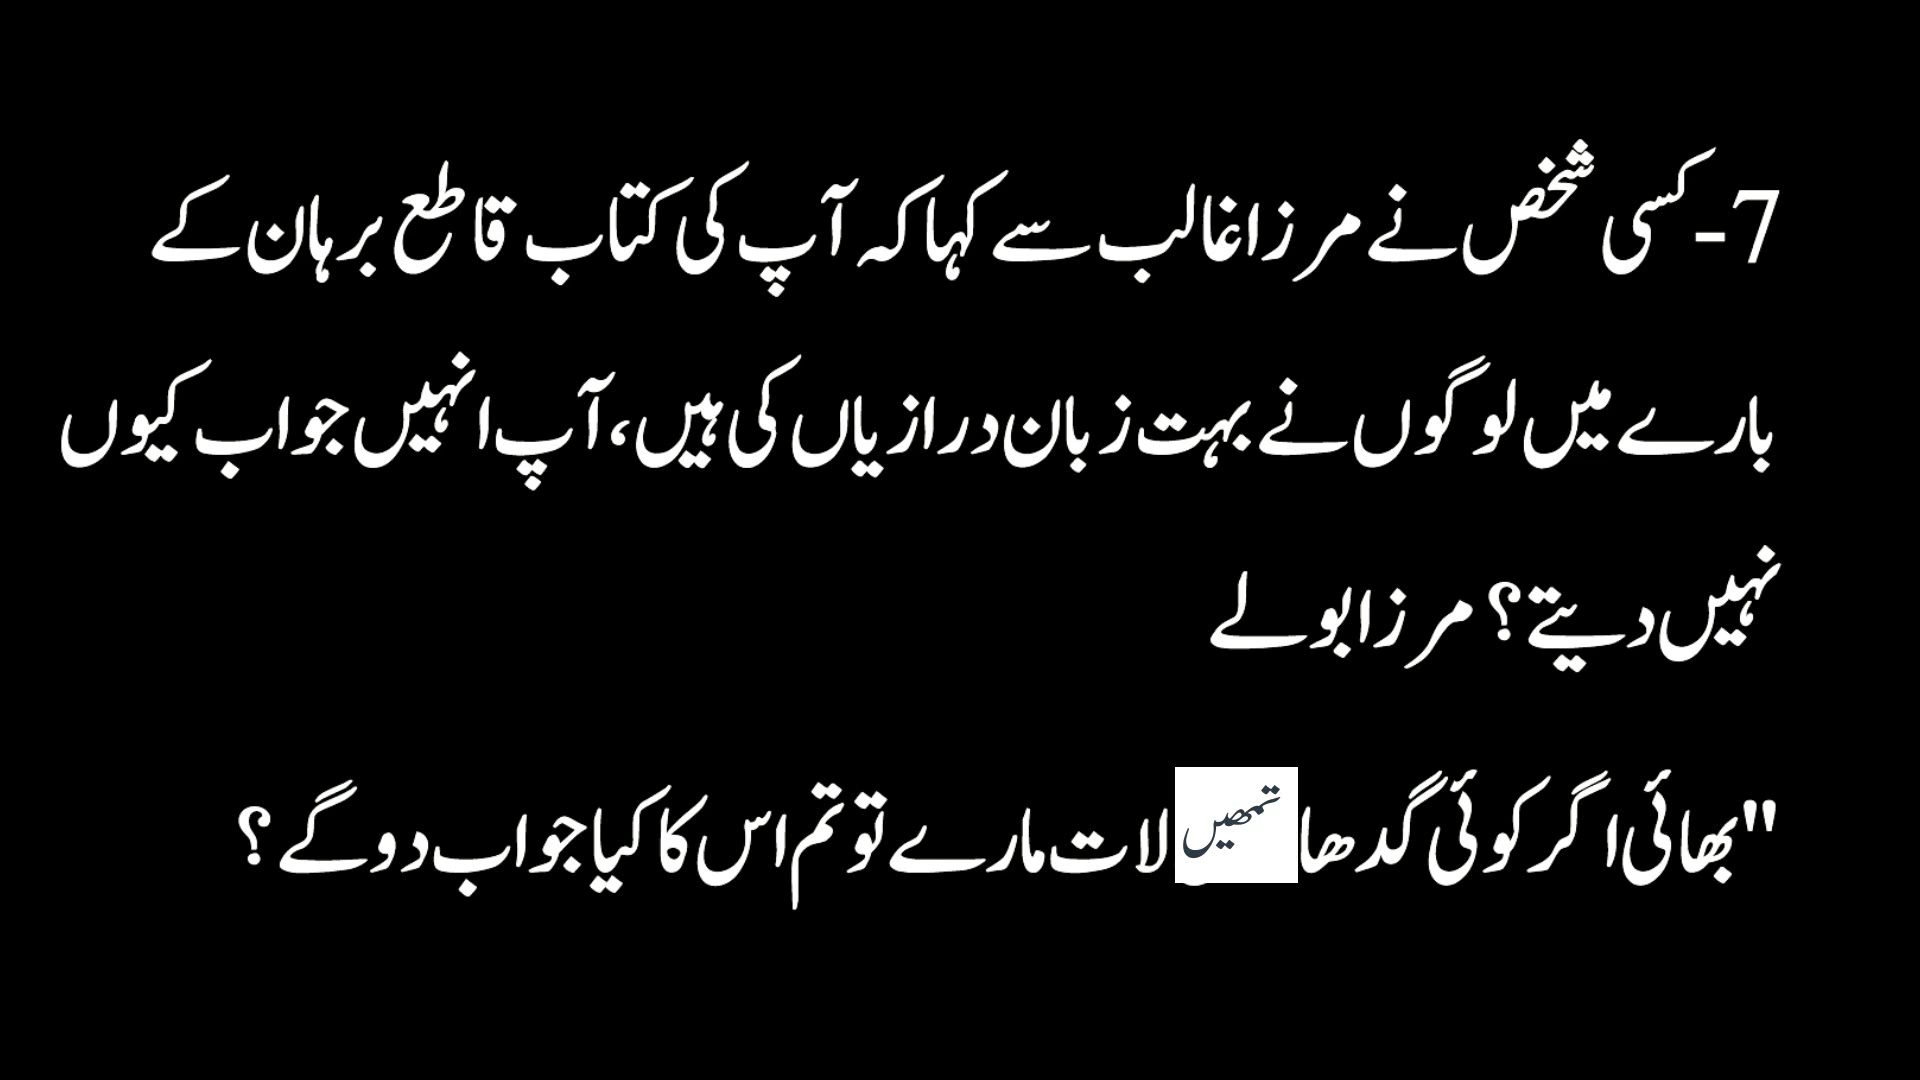 7-کسی شخص نے مرزا غالب سے کہا کہ آپ کی کتاب قاطع برہان کے
بارے میں لوگوں نے بہت زبان درازیاں کی ہیں، آپ انہیں جواب کیوں
نہیں دیتے؟ مرزا بولے
"بھائی اگر کوئی گدھا تمھیں لات مارے تو تم اس کا کیا جواب دو گے؟